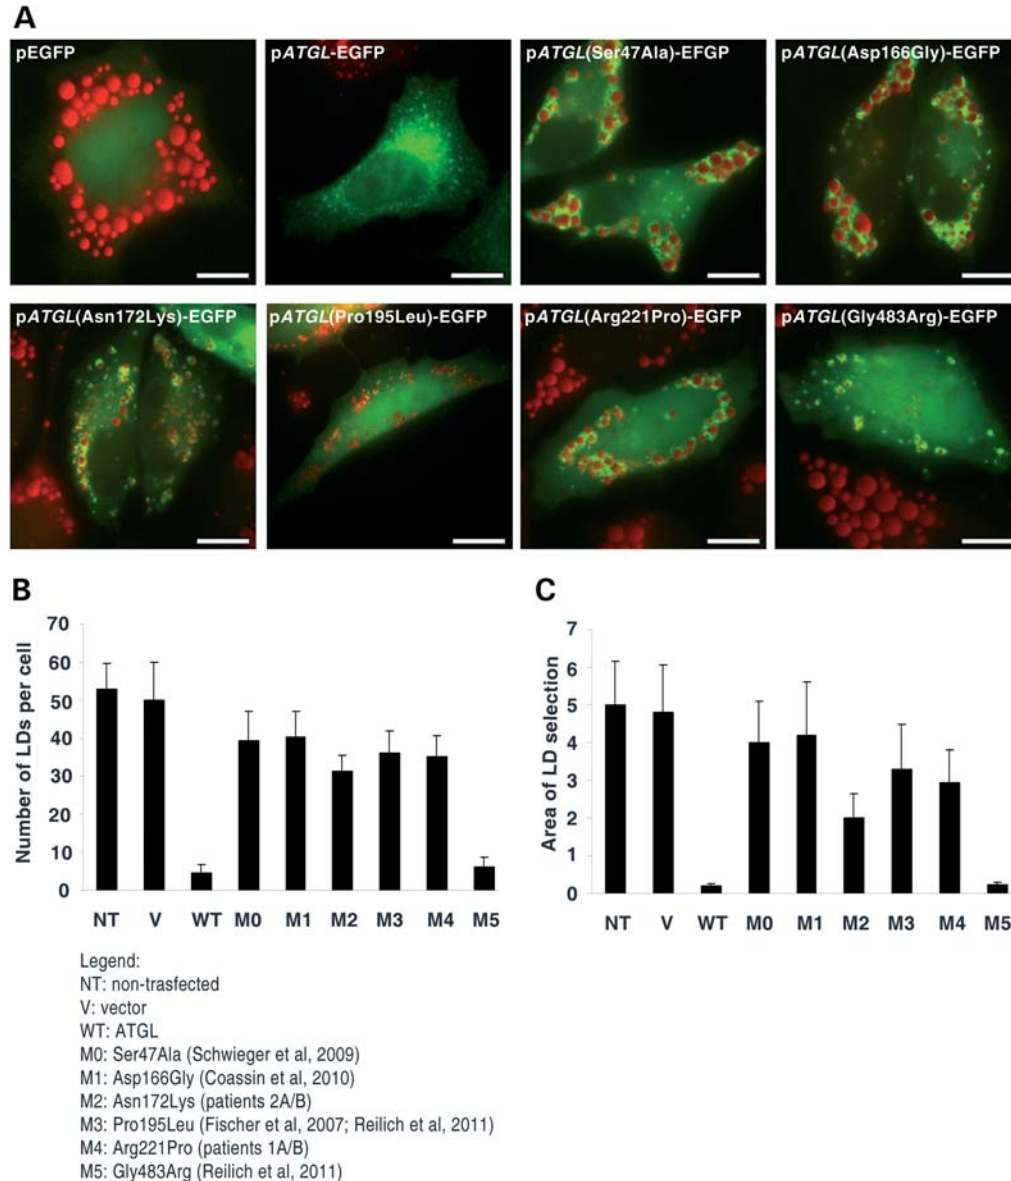 A
pEGFP
pATGL-EGFP
pATGL(Ser47Ala)-EFGP
pATGL(Asp166Gly)-EGFP
pATGL(Asn172Lys)-EGFP
pATGL(Pro195Leu)-EGFP
pATGL(Arg221Pro)-EGFP
pATGL(Gly483Arg)-EGFP
B
Number of LDs per cell
70
60
50
40
30
20
10
0
NT V WT M0 M1 M2 M3 M4 M5
C
Area of LD selection
7
6
5
4
3
2
1
0
NT V WT M0 M1 M2 M3 M4 M5
Legend:
NT: non-trasfected
V: vector
WT: ATGL
M0: Ser47Ala (Schwieger et al, 2009)
M1: Asp166Gly (Coassin et al, 2010)
M2: Asn172Lys (patients 2A/B)
M3: Pro195Leu (Fischer et al, 2007; Reilich et al, 2011)
M4: Arg221Pro (patients 1A/B)
M5: Gly483Arg (Reilich et al, 2011)